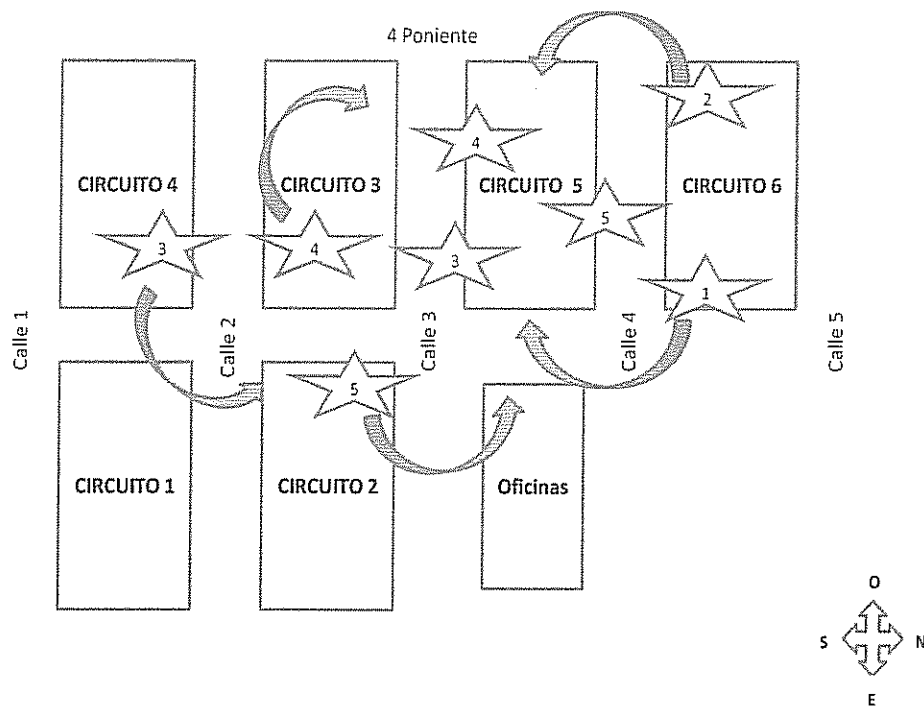 4 Poniente
2
4
CIRCUITO 4
CIRCUITO 3
CIRCUITO 5
CIRCUITO 6
5
3
4
3
1
Calle 1
Calle 2
Calle 3
Calle 4
Calle 5
5
CIRCUITO 1
CIRCUITO 2
Oficinas
O
S
N
E